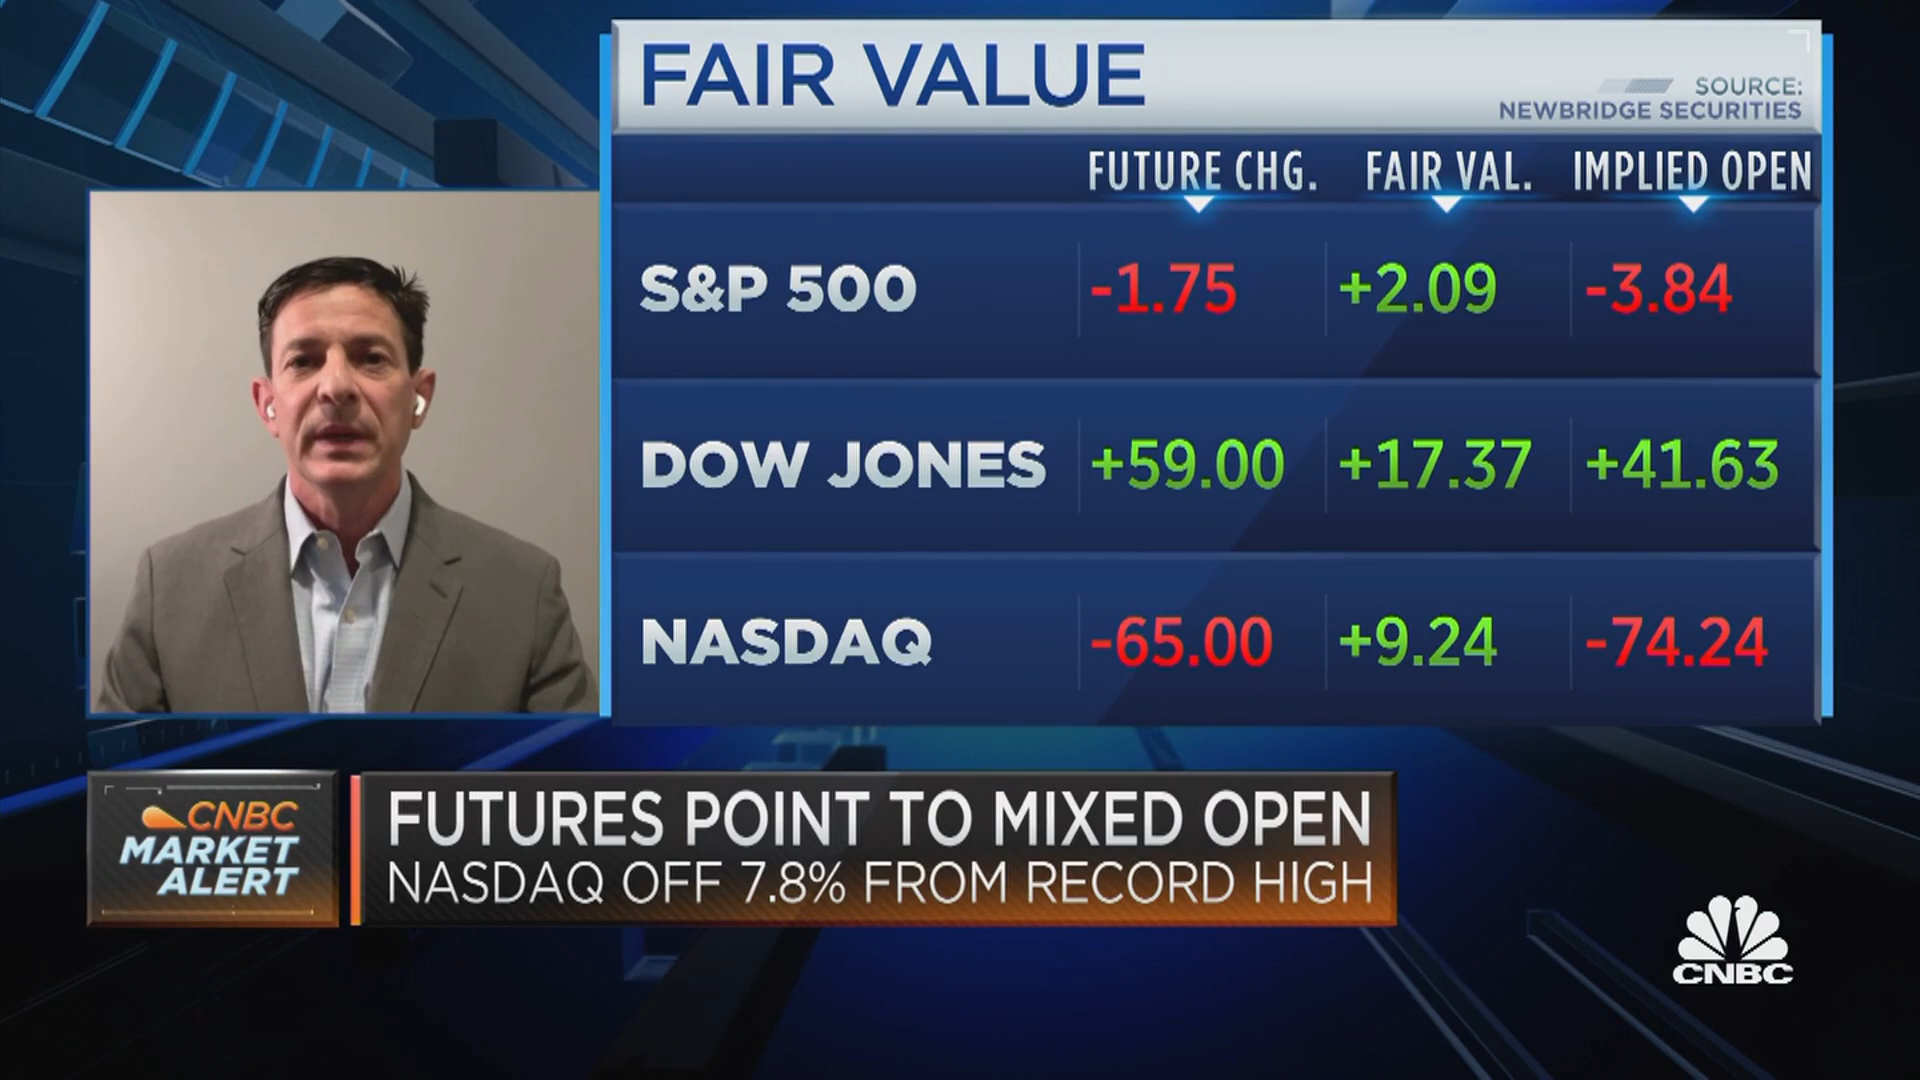 FAIR VALUE
SOURCE:
NEWBRIDGE SECURITIES
FUTURE CHG. FAIR VAL. IMPLIED OPEN
S&P 500 -1.75 +2.09 -3.84
DOW JONES +59.00 +17.37 +41.63
NASDAQ -65.00 +9.24 -74.24
CNBC
MARKET
ALERT
FUTURES POINT TO MIXED OPEN
NASDAQ OFF 7.8% FROM RECORD HIGH
CNBC